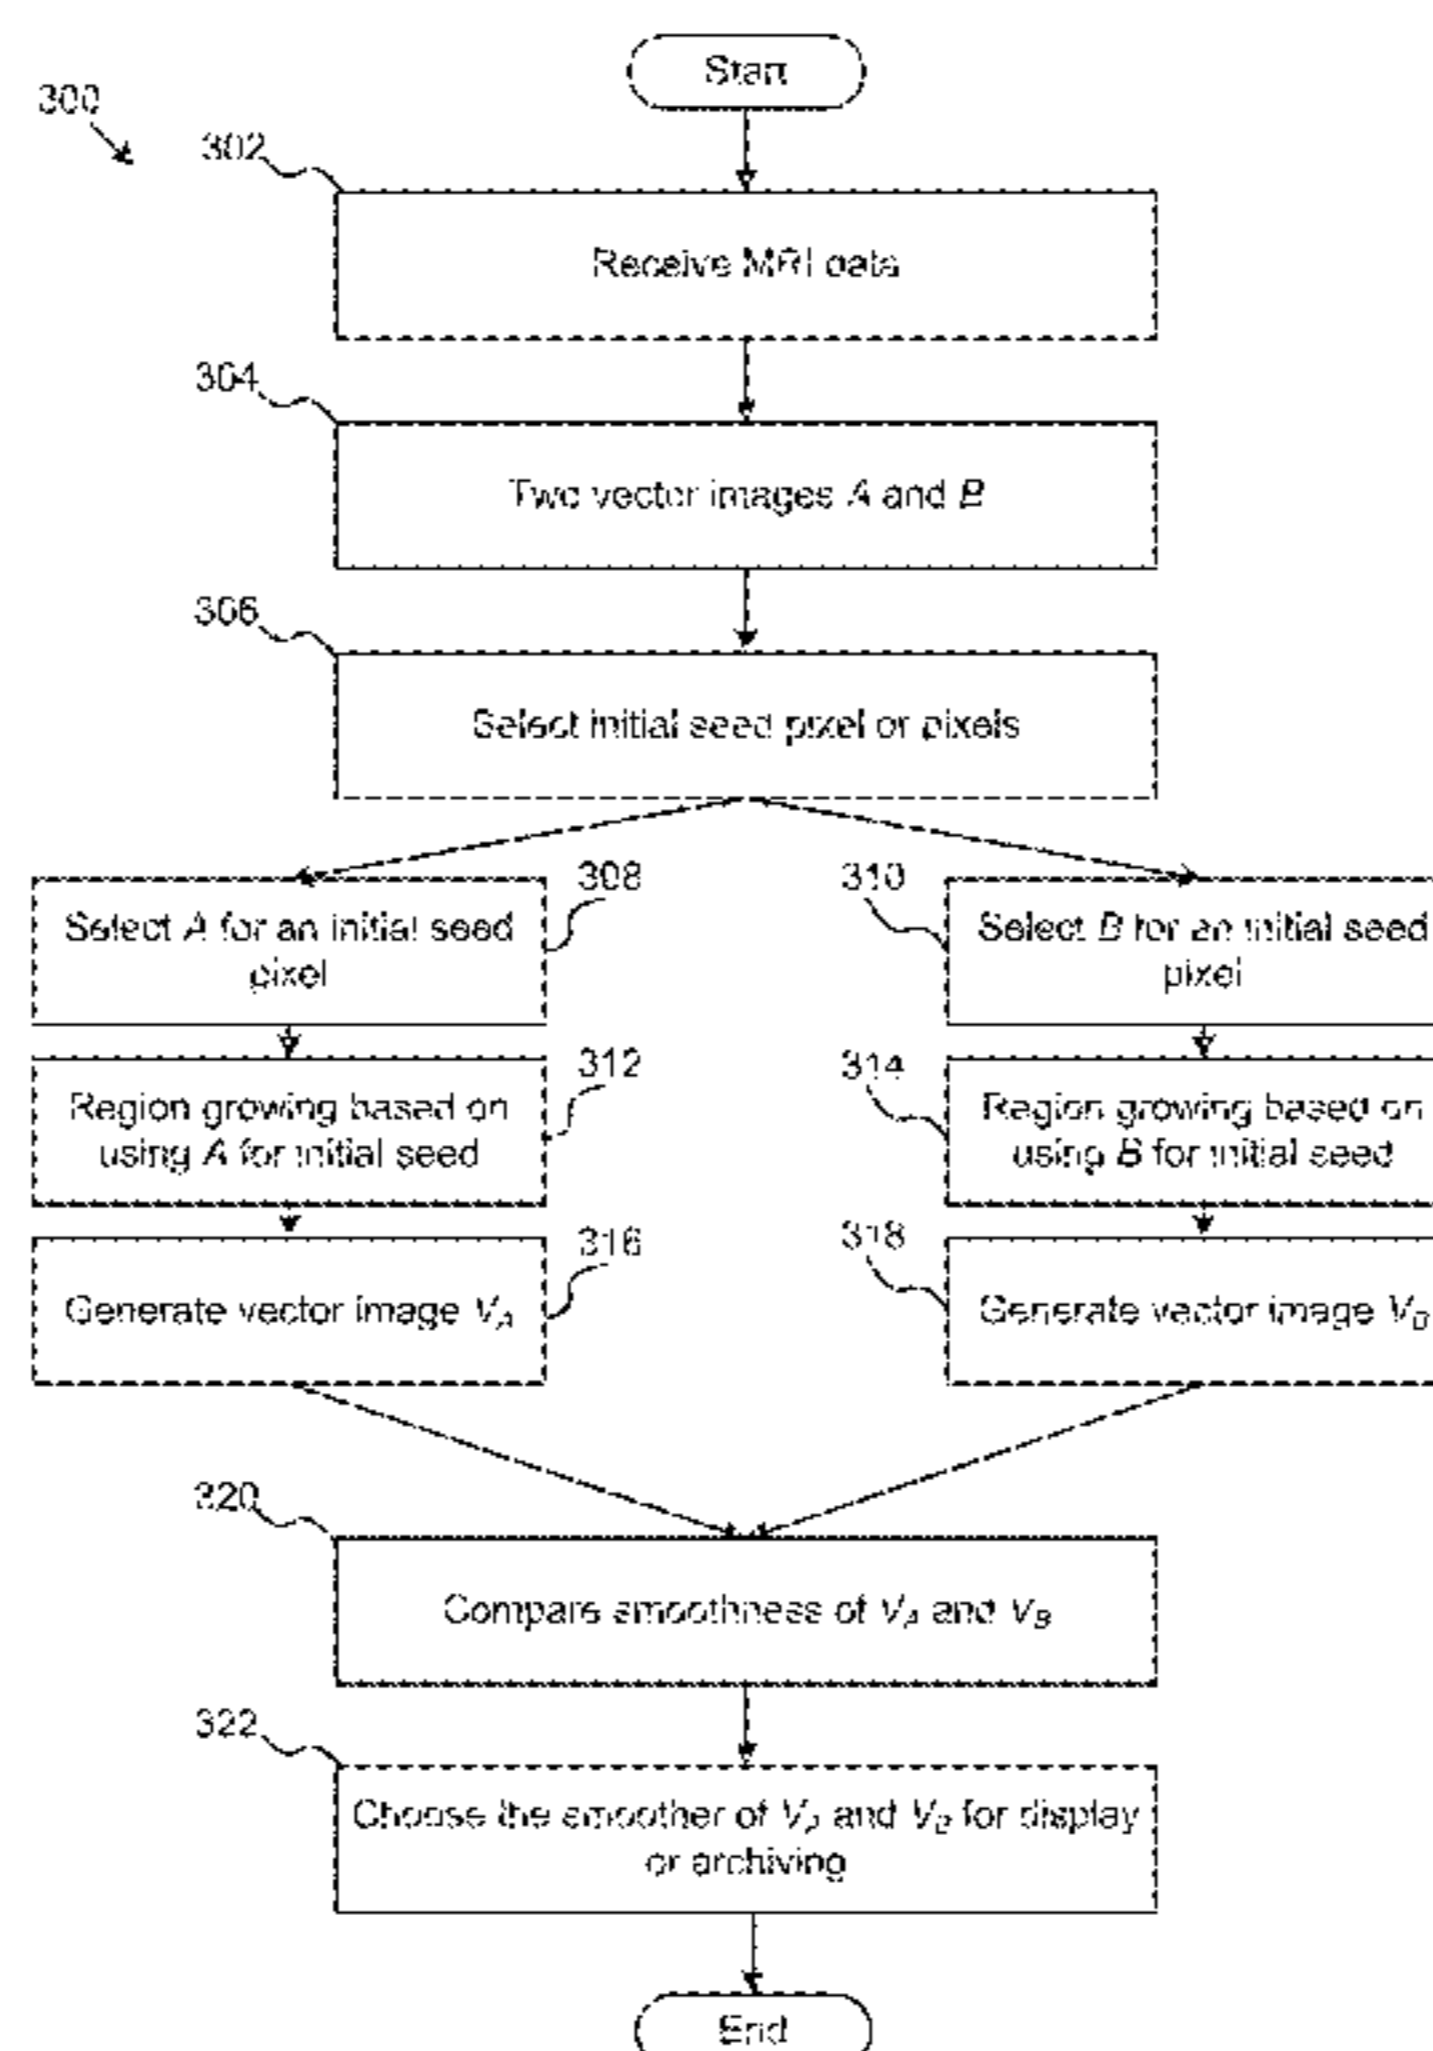 Start
300
302
Receive MRI data
304
Two vector images A and B
306
Select initial seed pixel or pixels
308
310
Select A for an initial seed
pixel
Select B for an initial seed
pixel
312
314
Region growing based on
using A for initial seed
Region growing based on
using B for initial seed
316
318
Generate vector image VA
Generate vector image VB
320
Compare smoothness of VA and VB
322
Choose the smoother of VA and VB for display
or archiving
End